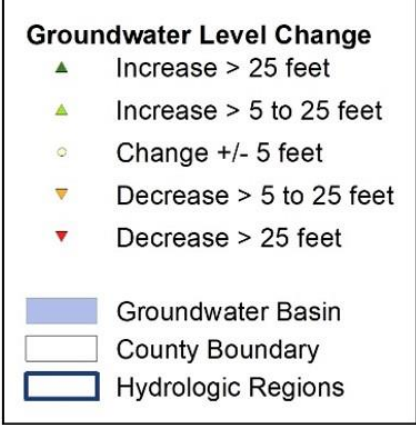 Groundwater Level Change
Increase > 25 feet
Increase > 5 to 25 feet
Change +/- 5 feet
Decrease > 5 to 25 feet
Decrease > 25 feet
Groundwater Basin
County Boundary
Hydrologic Regions